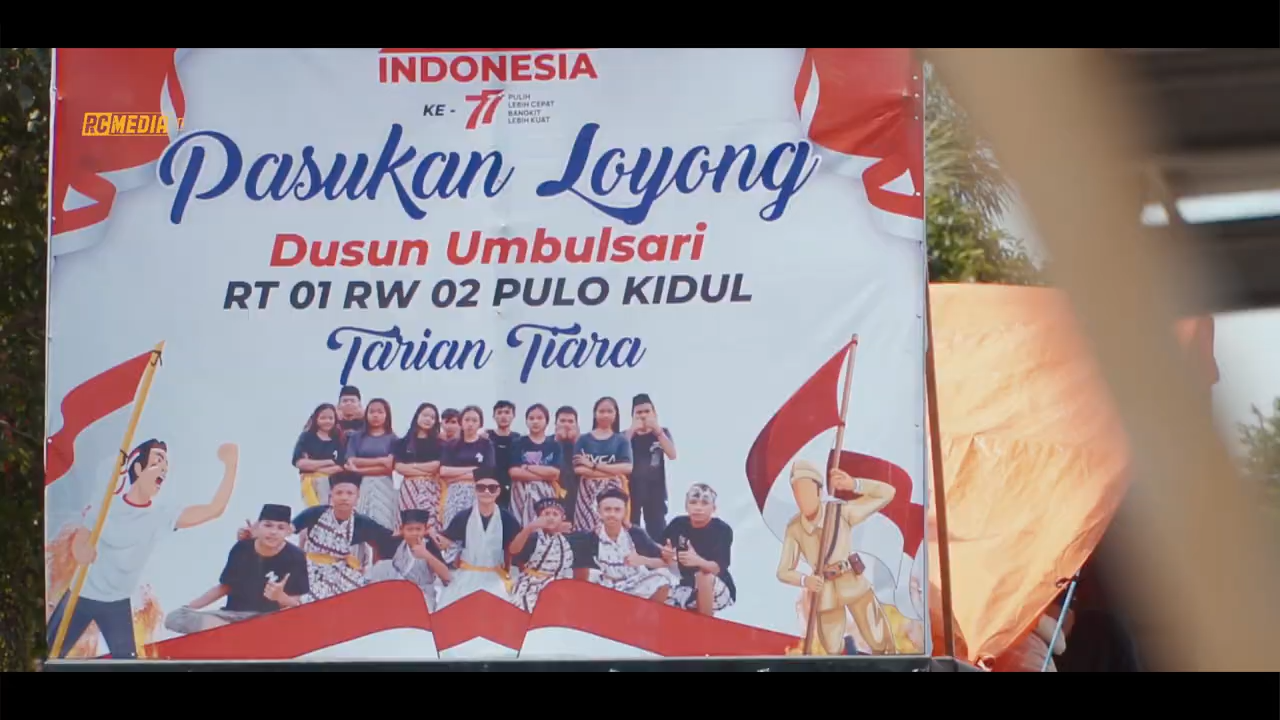 INDONESIA
KE - 77
PULIH
LEBIH CEPAT
BANGKIT
LEBIH KUAT
PCMEDIA
Pasukan Loyong
Dusun Umbulsari
RT 01 RW 02 PULO KIDUL
Tarian Tiara